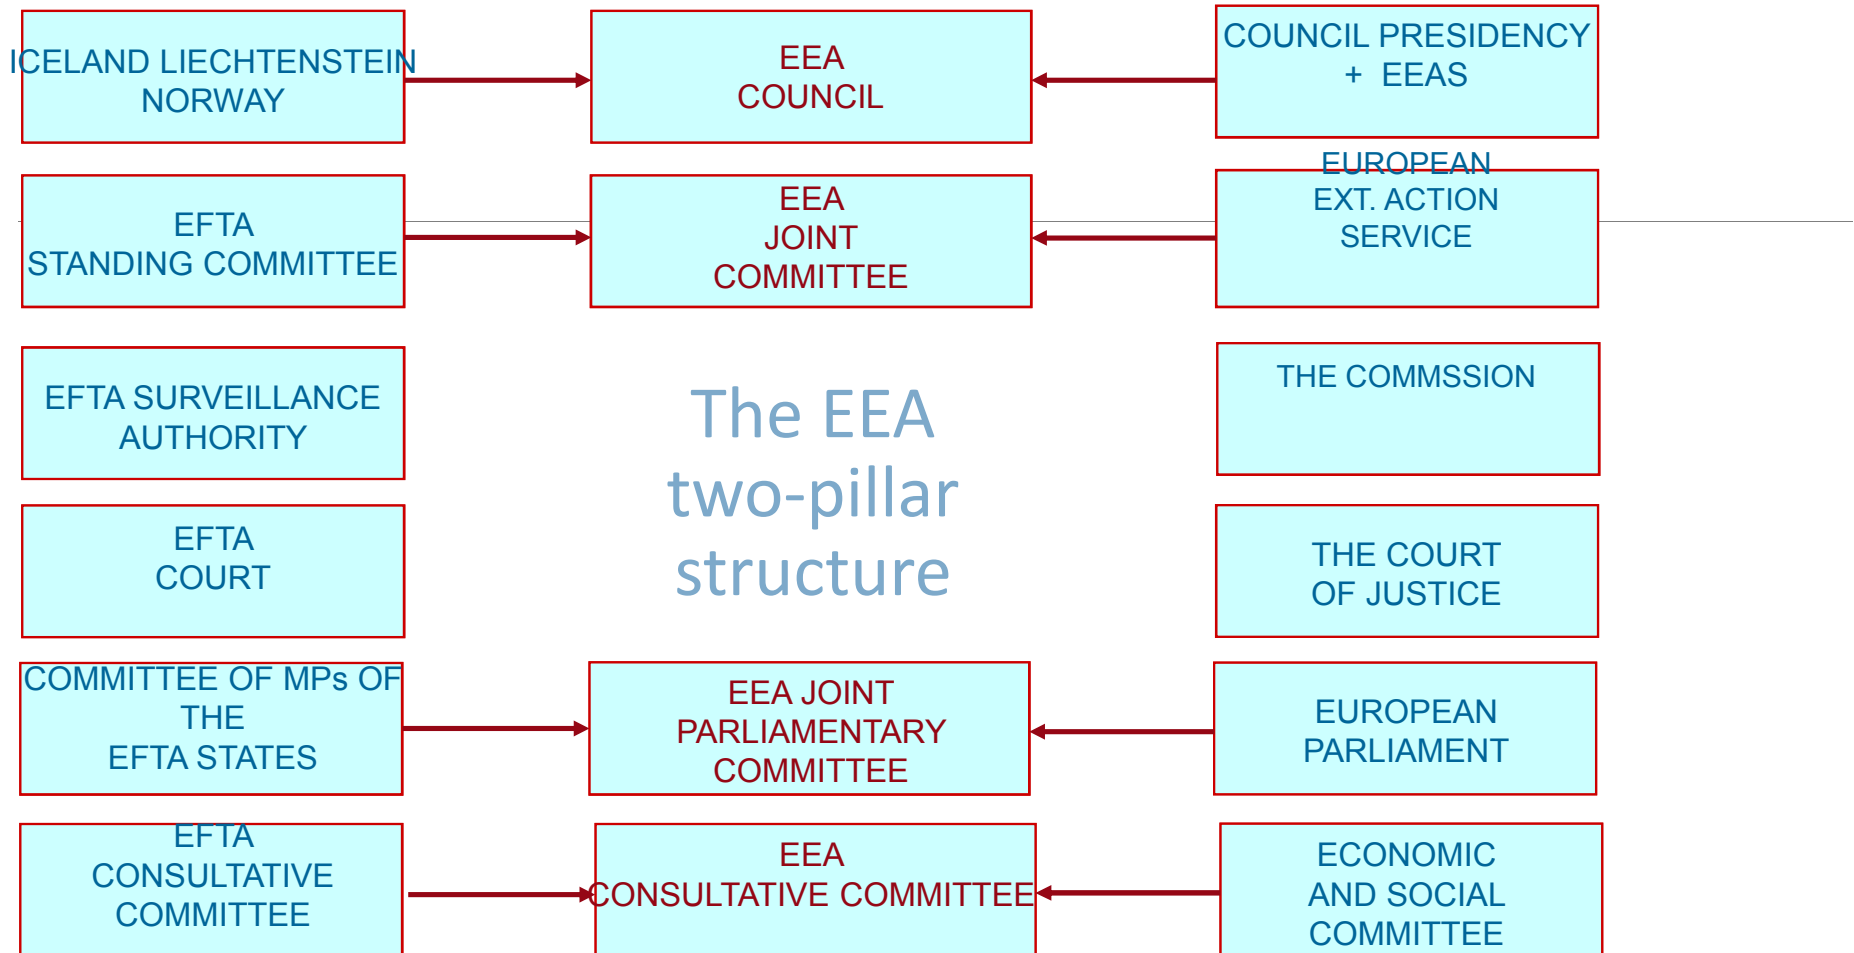 ICELAND LIECHTENSTEIN
NORWAY
EEA
COUNCIL
COUNCIL PRESIDENCY
+ EEAS
EFTA
STANDING COMMITTEE
EEA
JOINT
COMMITTEE
EUROPEAN
EXT. ACTION
SERVICE
EFTA SURVEILLANCE
AUTHORITY
The EEA
two-pillar
structure
THE COMMSSION
EFTA
COURT
THE COURT
OF JUSTICE
COMMITTEE OF MPs OF
THE
EFTA STATES
EEA JOINT
PARLIAMENTARY
COMMITTEE
EUROPEAN
PARLIAMENT
EFTA
CONSULTATIVE
COMMITTEE
EEA
CONSULTATIVE COMMITTEE
ECONOMIC
AND SOCIAL
COMMITTEE